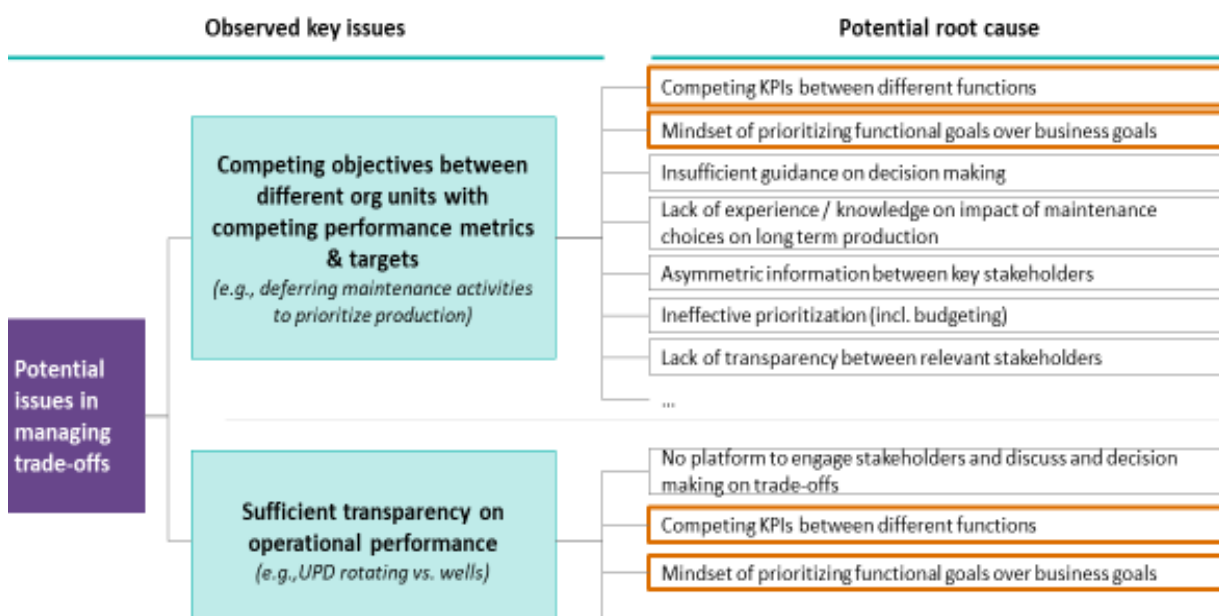 Observed key issues
Potential root cause
Potential
issues in
managing
trade-offs
Competing objectives between
different org units with
competing performance metrics
& targets
(e.g., deferring maintenance activities
to prioritize production)
Competing KPIs between different functions
Mindset of prioritizing functional goals over business goals
Insufficient guidance on decision making
Lack of experience / knowledge on impact of maintenance
choices on long term production
Asymmetric information between key stakeholders
Ineffective prioritization (incl. budgeting)
Lack of transparency between relevant stakeholders
...
Sufficient transparency on
operational performance
(e.g.,UPD rotating vs. wells)
No platform to engage stakeholders and discuss and decision
making on trade-offs
Competing KPIs between different functions
Mindset of prioritizing functional goals over business goals